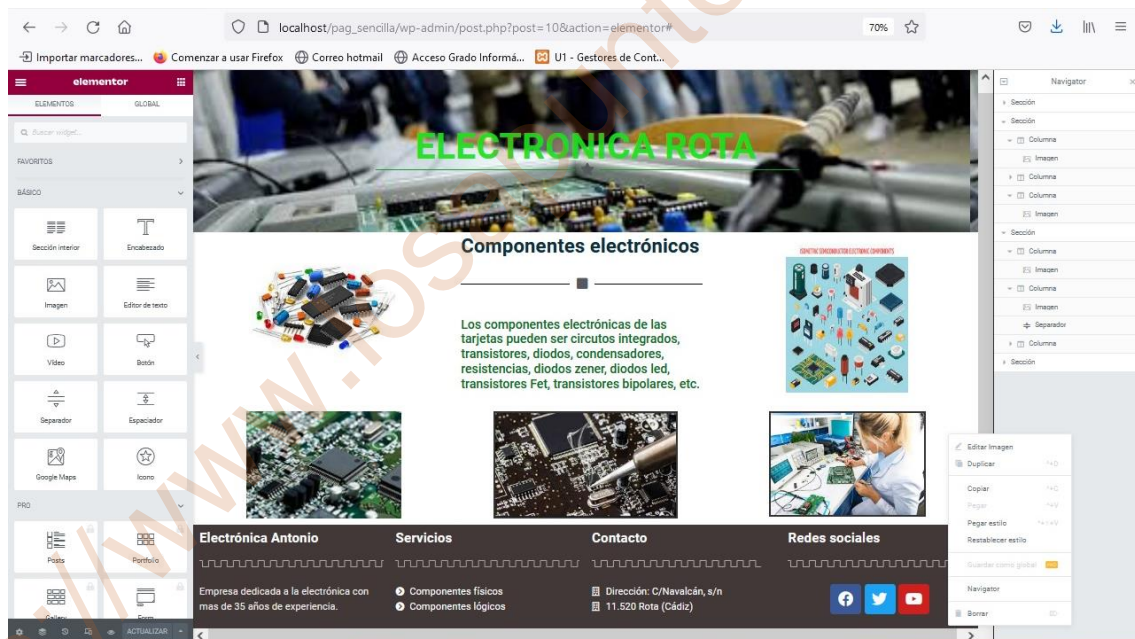 localhost/pag_sencilla/wp-admin/post.php?post=10&action=elementor#
70%
Importar marcadores...
Comenzar a usar Firefox
Correo hotmail
Acceso Grado Informá...
U1 - Gestores de Cont...
elementor
ELEMENTOS
GLOBAL
Buscar widget...
FAVORITOS
BÁSICO
Sección interior
Encabezado
Imagen
Editor de texto
Vídeo
Botón
Separador
Espaciador
Google Maps
Icono
PRO
Posts
Portfolio
Gallery
Form
ACTUALIZAR
ELECTRONICA ROTA
Componentes electrónicos
Los componentes electrónicas de las
tarjetas pueden ser circutos integrados,
transistores, diodos, condensadores,
resistencias, diodos zener, diodos led,
transistores Fet, transistores bipolares, etc.
ISOMETRIC SEMICONDUCTOR ELECTRONIC COMPONENTS
Electrónica Antonio
Empresa dedicada a la electrónica con
mas de 35 años de experiencia.
Servicios
Componentes físicos
Componentes lógicos
Contacto
Dirección: C/Navalcán, s/n
11.520 Rota (Cádiz)
Redes sociales
Navigator
Sección
Sección
Columna
Imagen
Columna
Columna
Imagen
Sección
Columna
Imagen
Columna
Imagen
Separador
Columna
Sección
Editar Imagen
Duplicar
^+D
Copiar
^+C
Pegar
^+V
Pegar estilo
Restablecer estilo
Guardar como global
Navigator
Borrar